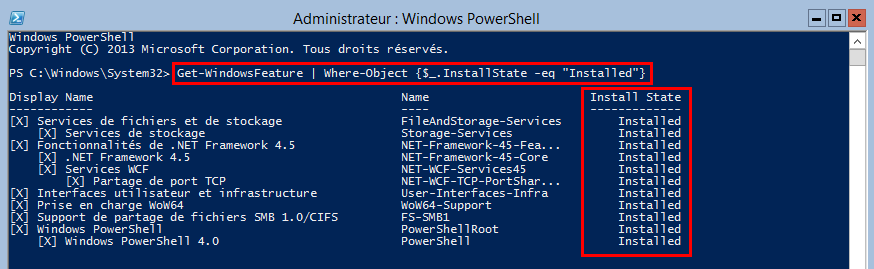 Administrateur : Windows PowerShell
Windows PowerShell
Copyright (C) 2013 Microsoft Corporation. Tous droits réservés.
PS C:\Windows\System32> Get-WindowsFeature | Where-Object {$_.InstallState -eq "Installed"}
Display Name Name Install State
------------ ---- -------------
[X] Services de fichiers et de stockage FileAndStorage-Services Installed
[X] Services de stockage Storage-Services Installed
[X] Fonctionnalités de .NET Framework 4.5 NET-Framework-45-Fea... Installed
[X] .NET Framework 4.5 NET-Framework-45-Core Installed
[X] Services WCF NET-WCF-Services45 Installed
[X] Partage de port TCP NET-WCF-TCP-PortShar... Installed
[X] Interfaces utilisateur et infrastructure User-Interfaces-Infra Installed
[X] Prise en charge WoW64 WoW64-Support Installed
[X] Support de partage de fichiers SMB 1.0/CIFS FS-SMB1 Installed
[X] Windows PowerShell PowerShellRoot Installed
[X] Windows PowerShell 4.0 PowerShell Installed